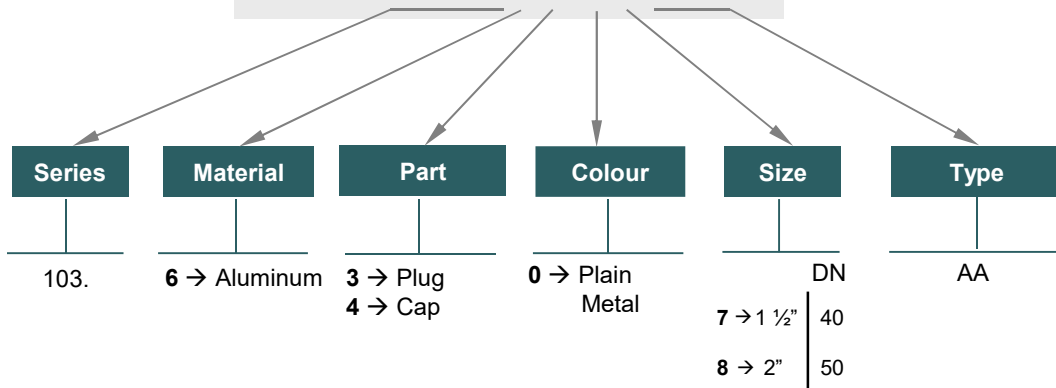 Series Material Part Colour Size Type
103. 6 → Aluminum 3 → Plug 0 → Plain DN AA
4 → Cap Metal
7 → 1 ½” 40
8 → 2” 50